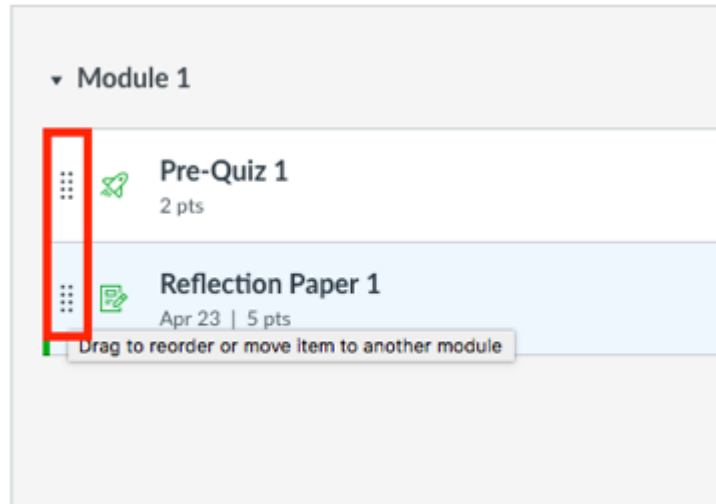 Module 1
Pre-Quiz 1
2 pts
Reflection Paper 1
Apr 23 | 5 pts
Drag to reorder or move item to another module